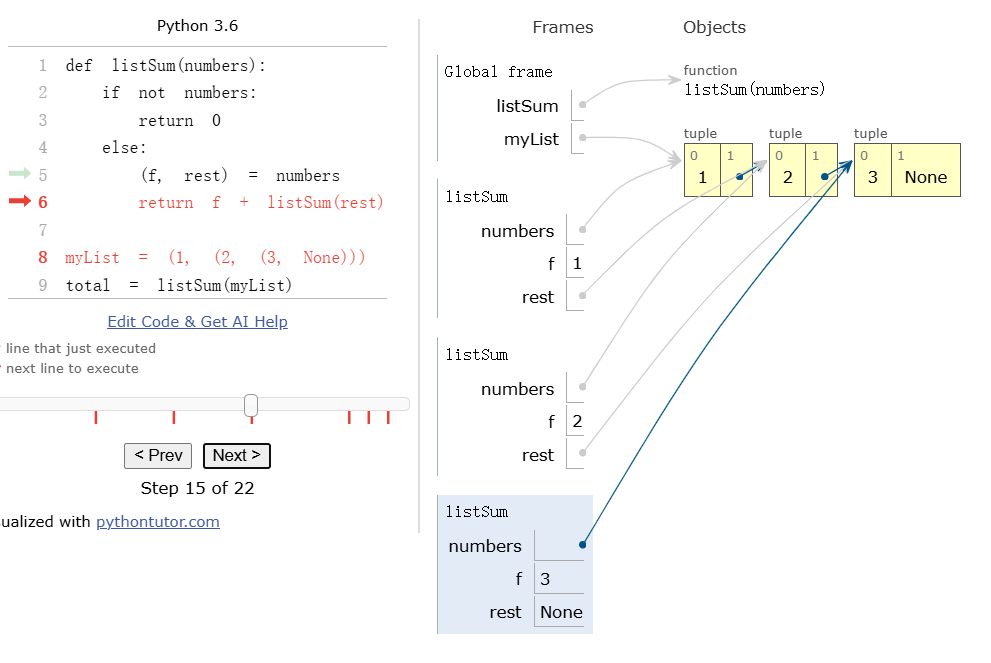 Python 3.6
1 def listSum(numbers):
2 if not numbers:
3 return 0
4 else:
5 (f, rest) = numbers
6 return f + listSum(rest)
7
8 myList = (1, (2, (3, None)))
9 total = listSum(myList)
Edit Code & Get AI Help
line that just executed
next line to execute
< Prev Next >
Step 15 of 22
ualized with pythontutor.com
Frames Objects
Global frame
listSum
myList
function
listSum(numbers)
tuple tuple tuple
0 1 0 1 0 1
1 2 3 None
listSum
numbers
f 1
rest
listSum
numbers
f 2
rest
listSum
numbers
f 3
rest None